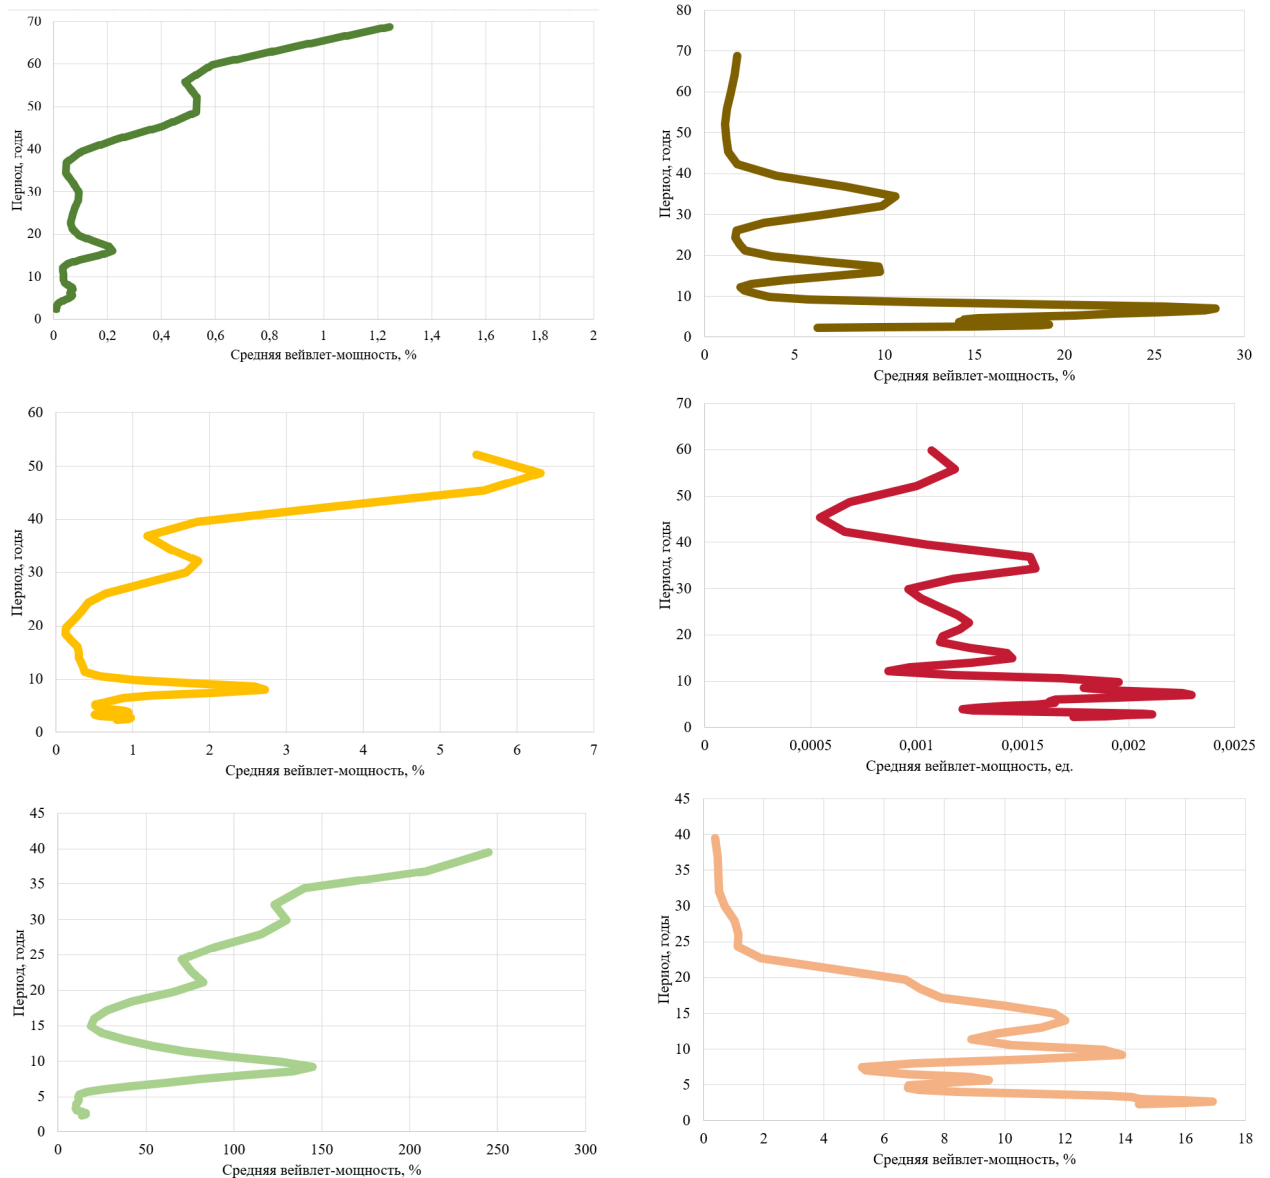 70
60
50
40
30
20
10
0
0 0,2 0,4 0,6 0,8 1 1,2 1,4 1,6 1,8 2
Период, годы
Средняя вейвлет-мощность, %
80
70
60
50
40
30
20
10
0
0 5 10 15 20 25 30
Период, годы
Средняя вейвлет-мощность, %
60
50
40
30
20
10
0
0 1 2 3 4 5 6 7
Период, годы
Средняя вейвлет-мощность, %
70
60
50
40
30
20
10
0
0 0,0005 0,001 0,0015 0,002 0,0025
Период, годы
Средняя вейвлет-мощность, ед.
45
40
35
30
25
20
15
10
5
0
0 50 100 150 200 250 300
Период, годы
Средняя вейвлет-мощность, %
45
40
35
30
25
20
15
10
5
0
0 2 4 6 8 10 12 14 16 18
Период, годы
Средняя вейвлет-мощность, %